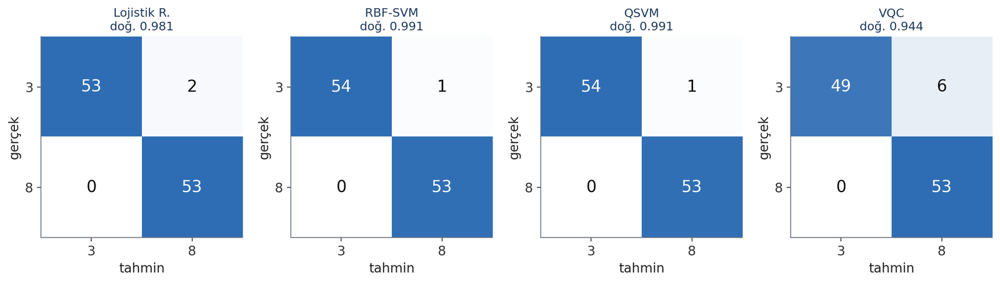 Lojistik R.
doğ. 0.981
gerçek
3
53
2
8
0
53
3
8
tahmin
RBF-SVM
doğ. 0.991
gerçek
3
54
1
8
0
53
3
8
tahmin
QSVM
doğ. 0.991
gerçek
3
54
1
8
0
53
3
8
tahmin
VQC
doğ. 0.944
gerçek
3
49
6
8
0
53
3
8
tahmin